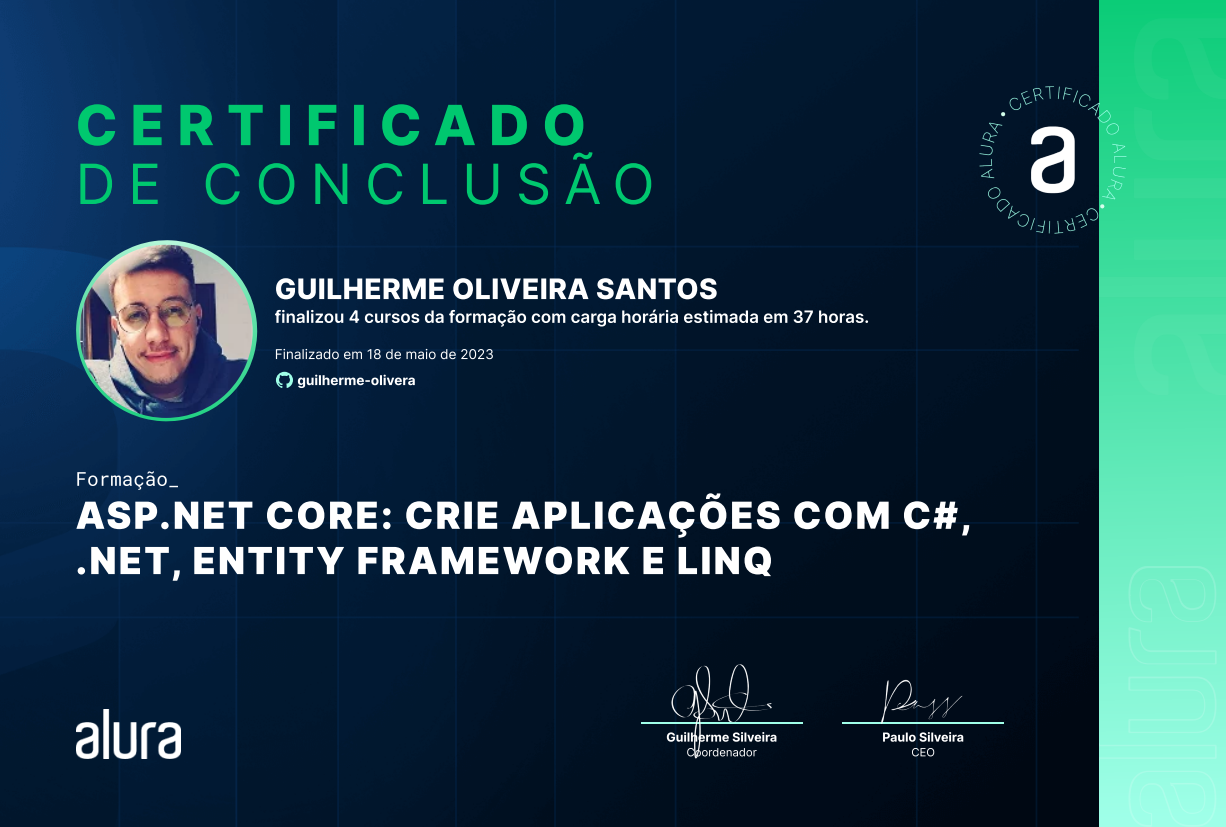 CERTIFICADO
DE CONCLUSÃO
CERTIFICADO ALURA • CERTIFICADO ALURA •
a
GUILHERME OLIVEIRA SANTOS
finalizou 4 cursos da formação com carga horária estimada em 37 horas.
Finalizado em 18 de maio de 2023
guilherme-olivera
Formação_
ASP.NET CORE: CRIE APLICAÇÕES COM C#,
.NET, ENTITY FRAMEWORK E LINQ
alura
Guilherme Silveira
Coordenador
Paulo Silveira
CEO
alura
alura